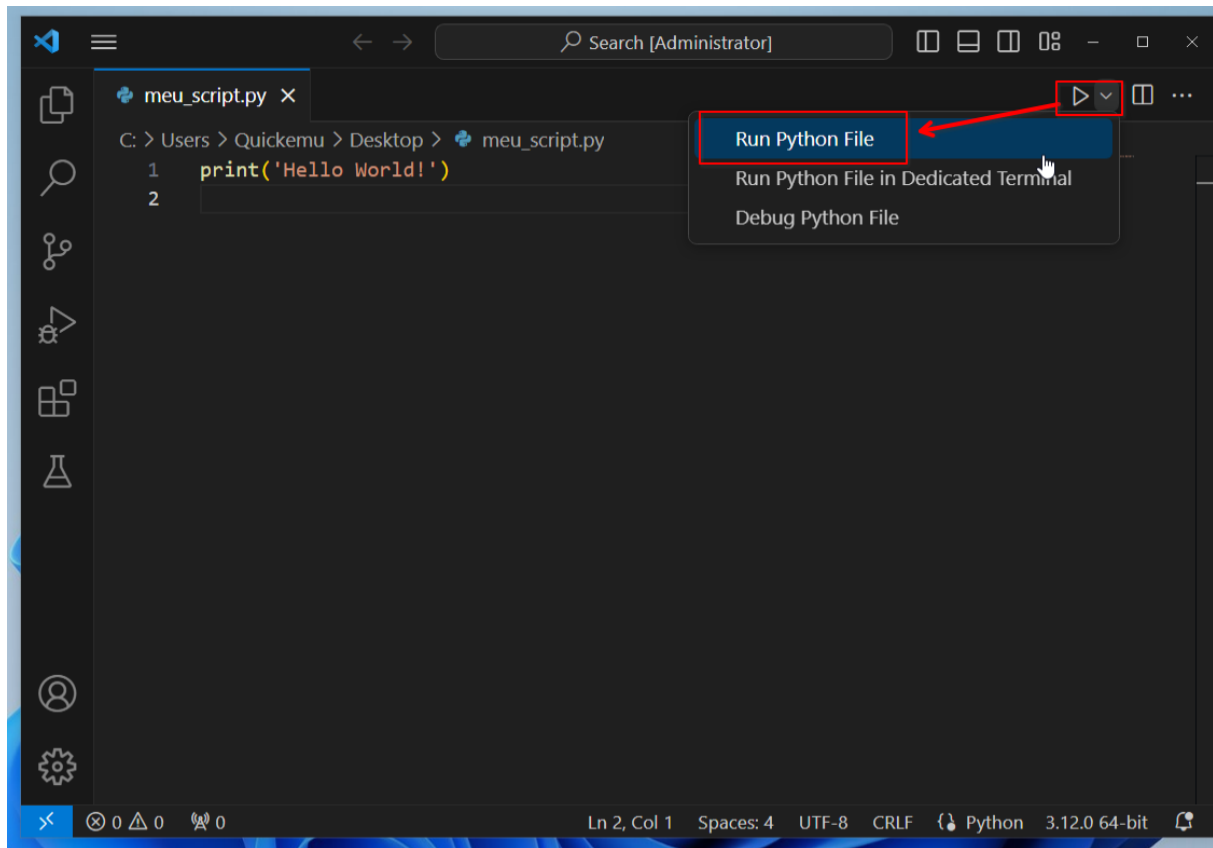 Search [Administrator]
meu_script.py
C: > Users > Quickemu > Desktop > meu_script.py
1 print('Hello World!')
2
Run Python File
Run Python File in Dedicated Terminal
Debug Python File
0 0 0 Ln 2, Col 1 Spaces: 4 UTF-8 CRLF Python 3.12.0 64-bit